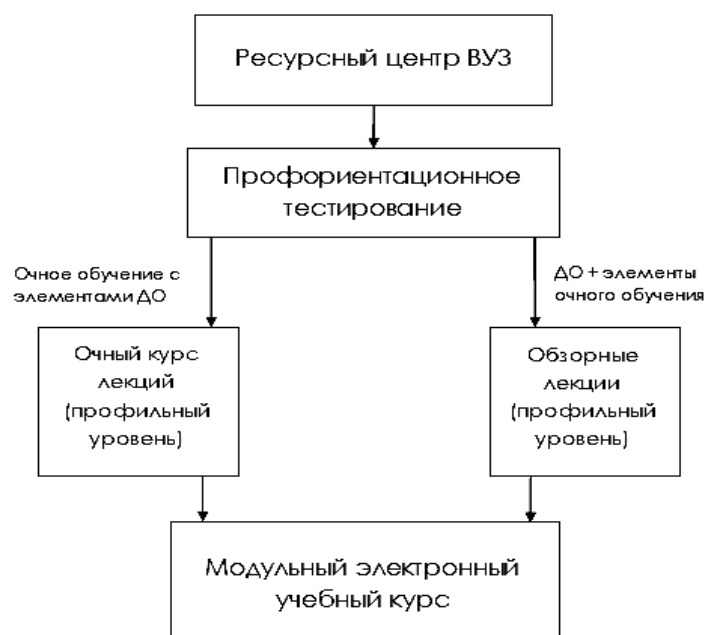 Ресурсный центр ВУЗ
Профориентационное
тестирование
Очное обучение с
элементами ДО
ДО + элементы
очного обучения
Очный курс
лекций
(профильный
уровень)
Обзорные
лекции
(профильный
уровень)
Модульный электронный
учебный курс